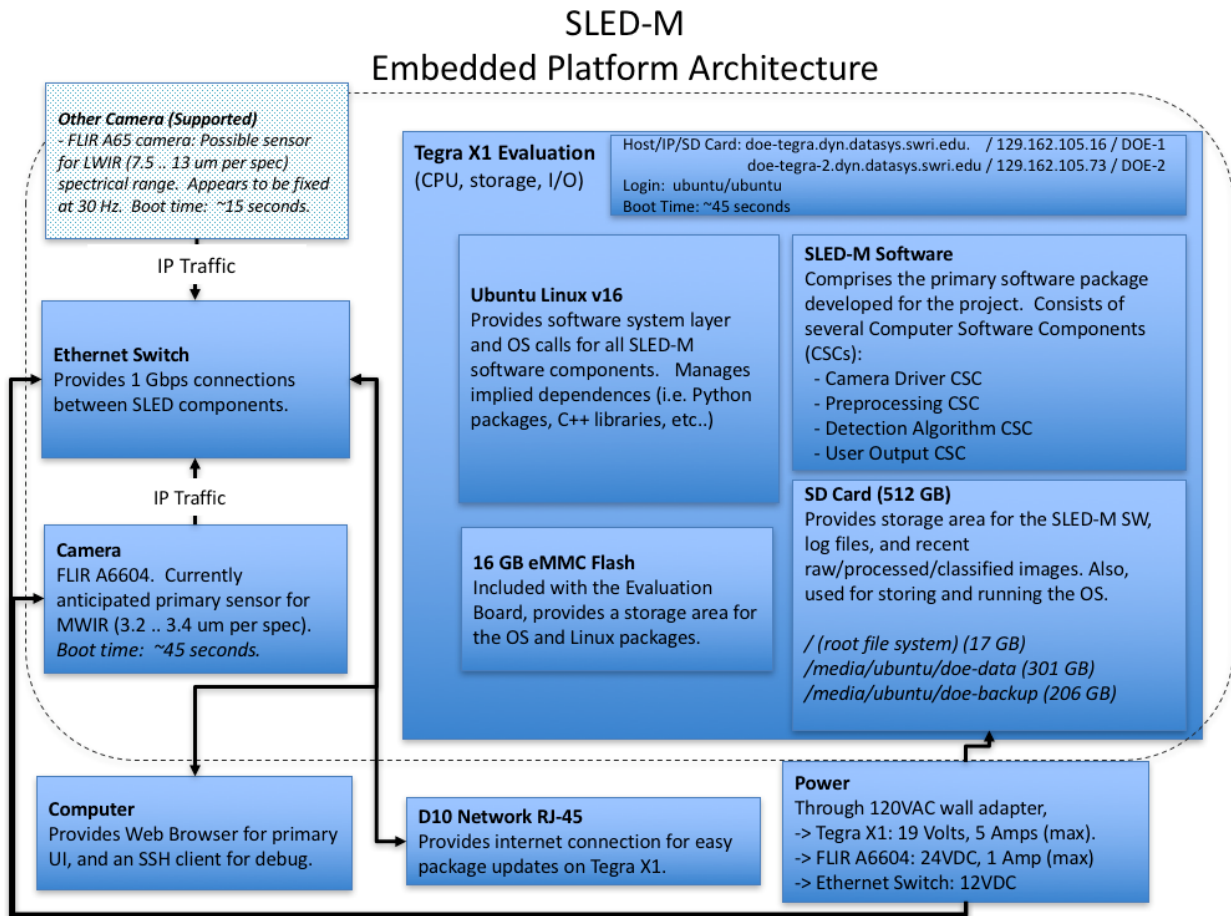 SLED-M
Embedded Platform Architecture
Other Camera (Supported)
- FLIR A65 camera: Possible sensor
for LWIR (7.5 .. 13 um per spec)
spectrical range. Appears to be fixed
at 30 Hz. Boot time: ~15 seconds.
IP Traffic
Ethernet Switch
Provides 1 Gbps connections
between SLED components.
IP Traffic
Camera
FLIR A6604. Currently
anticipated primary sensor for
MWIR (3.2 .. 3.4 um per spec).
Boot time: ~45 seconds.
Tegra X1 Evaluation
(CPU, storage, I/O)
Host/IP/SD Card: doe-tegra.dyn.datasys.swri.edu. / 129.162.105.16 / DOE-1
doe-tegra-2.dyn.datasys.swri.edu / 129.162.105.73 / DOE-2
Login: ubuntu/ubuntu
Boot Time: ~45 seconds
Ubuntu Linux v16
Provides software system layer
and OS calls for all SLED-M
software components. Manages
implied dependences (i.e. Python
packages, C++ libraries, etc..)
SLED-M Software
Comprises the primary software package
developed for the project. Consists of
several Computer Software Components
(CSCs):
- Camera Driver CSC
- Preprocessing CSC
- Detection Algorithm CSC
- User Output CSC
16 GB eMMC Flash
Included with the Evaluation
Board, provides a storage area for
the OS and Linux packages.
SD Card (512 GB)
Provides storage area for the SLED-M SW,
log files, and recent
raw/processed/classified images. Also,
used for storing and running the OS.
/ (root file system) (17 GB)
/media/ubuntu/doe-data (301 GB)
/media/ubuntu/doe-backup (206 GB)
Computer
Provides Web Browser for primary
UI, and an SSH client for debug.
D10 Network RJ-45
Provides internet connection for easy
package updates on Tegra X1.
Power
Through 120VAC wall adapter,
-> Tegra X1: 19 Volts, 5 Amps (max).
-> FLIR A6604: 24VDC, 1 Amp (max)
-> Ethernet Switch: 12VDC